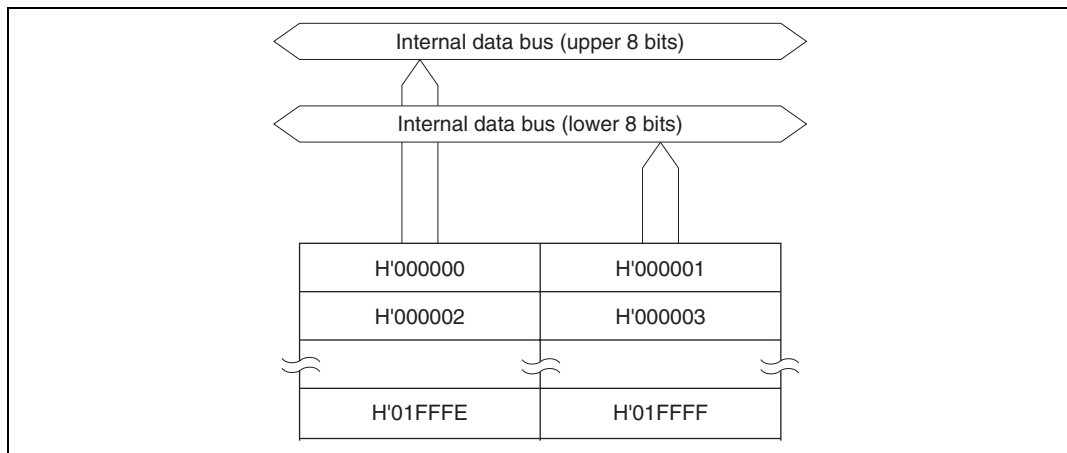 Internal data bus (upper 8 bits)
Internal data bus (lower 8 bits)
H'000000 H'000001
H'000002 H'000003
H'01FFFE H'01FFFF